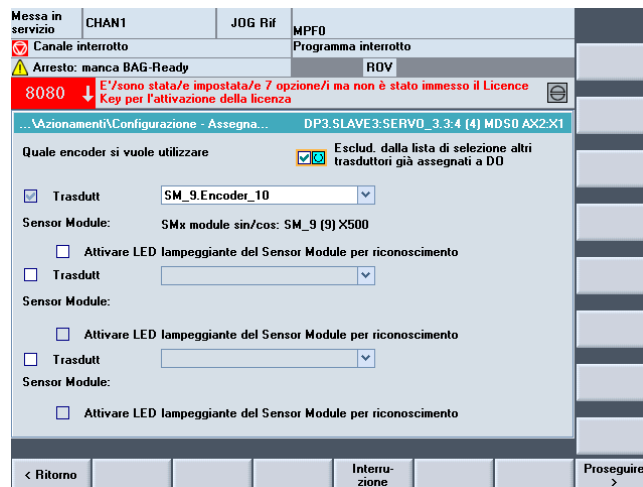 Messa in
servizio
CHAN1
JOG Rif
MPF0
Canale interrotto
Programma interrotto
Arresto: manca BAG-Ready
ROV
8080
E'/sono stata/e impostata/e 7 opzione/i ma non è stato immesso il Licence
Key per l'attivazione della licenza
...\Azionamenti\Configurazione - Assegna...
DP3.SLAVE3:SERVO_3.3:4 (4) MDS0 AX2:X1
Quale encoder si vuole utilizzare
Esclud. dalla lista di selezione altri
trasduttori già assegnati a DO
Trasdutt
SM_9.Encoder_10
Sensor Module:
SMx module sin/cos: SM_9 (9) X500
Attivare LED lampeggiante del Sensor Module per riconoscimento
Trasdutt
Sensor Module:
Attivare LED lampeggiante del Sensor Module per riconoscimento
Trasdutt
Sensor Module:
Attivare LED lampeggiante del Sensor Module per riconoscimento
< Ritorno
Interru-
zione
Proseguire
>